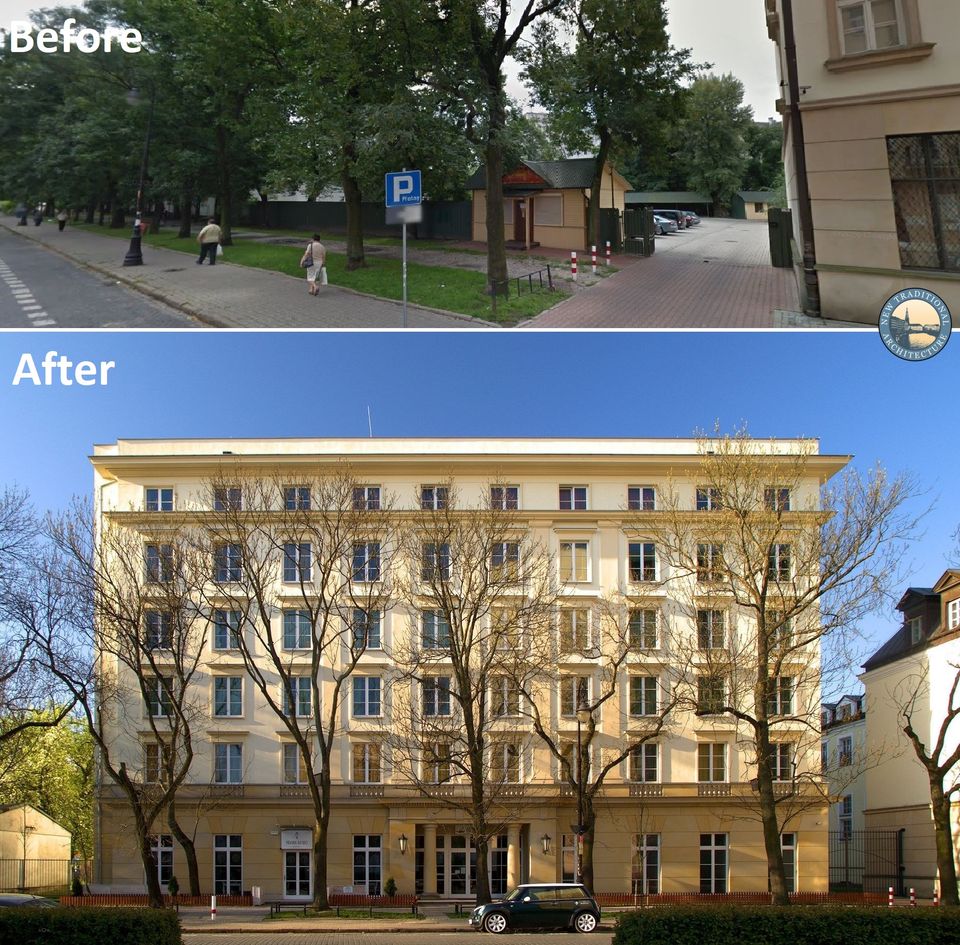 Before
P
Płatny
NEW TRADITIONAL
ARCHITECTURE
After